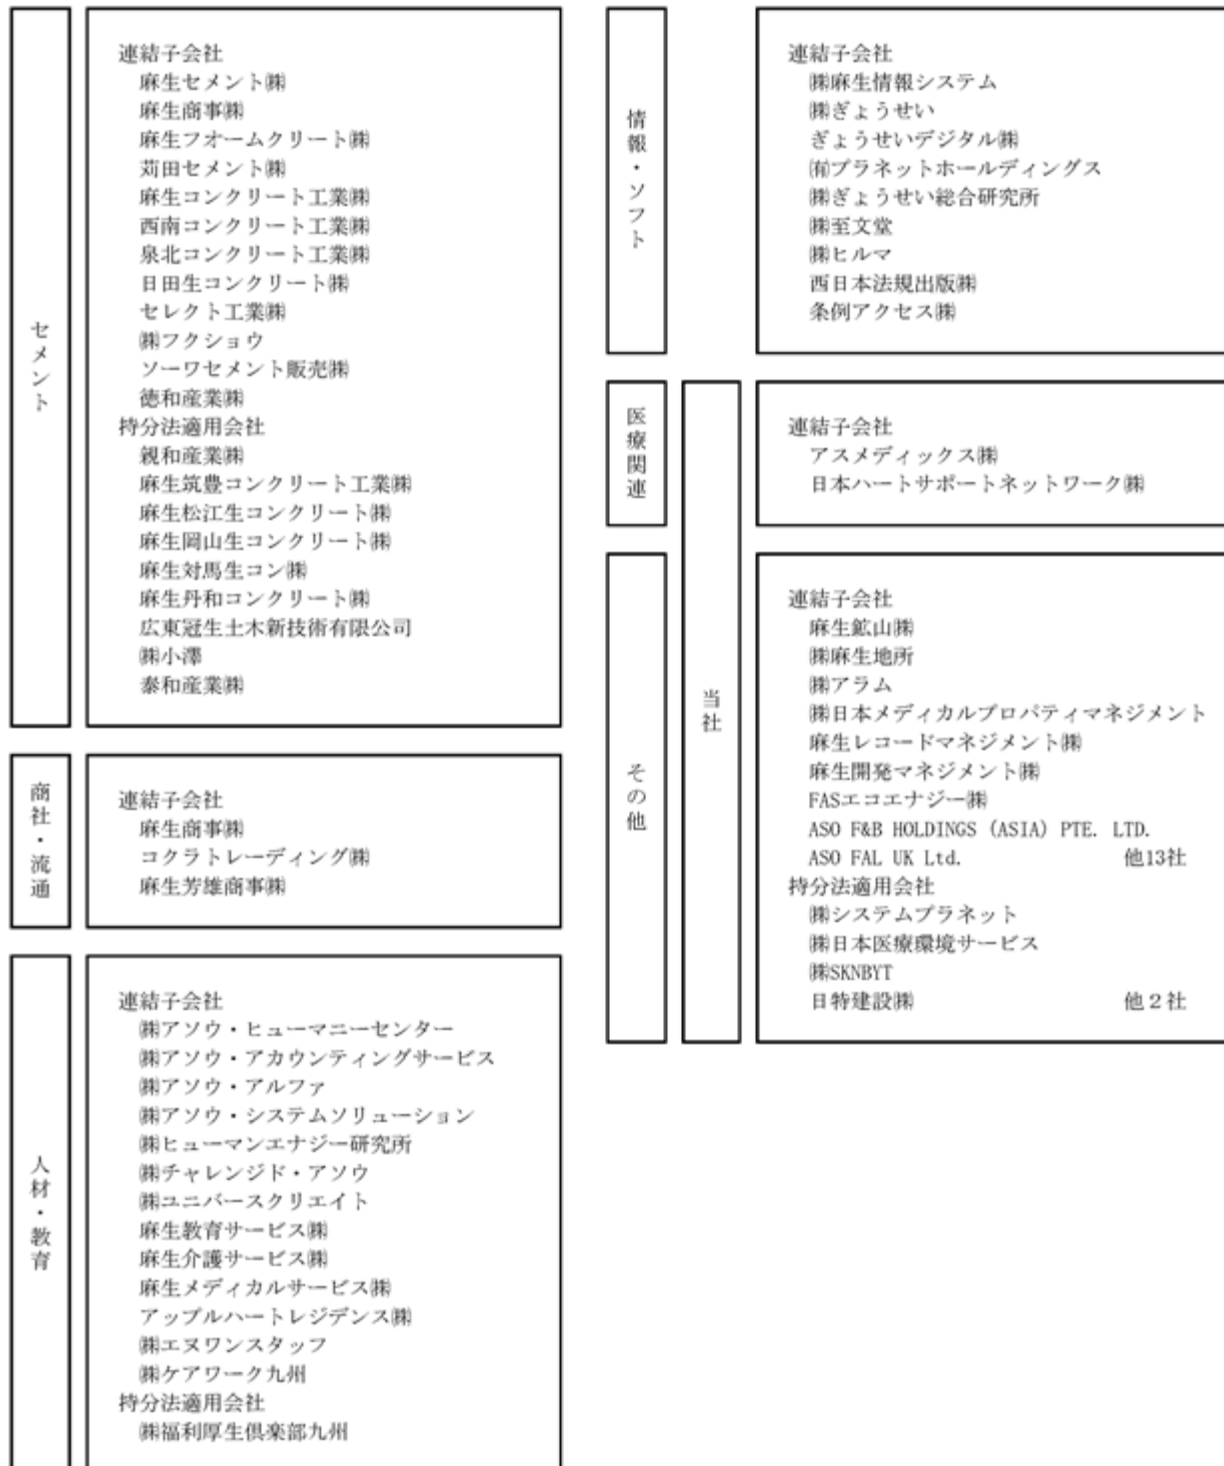 セメント
連結子会社
麻生セメント㈱
麻生商事㈱
麻生フオームクリート㈱
苅田セメント㈱
麻生コンクリート工業㈱
西南コンクリート工業㈱
泉北コンクリート工業㈱
日田生コンクリート㈱
セレクト工業㈱
㈱フクショウ
ソーワセメント販売㈱
徳和産業㈱
持分法適用会社
親和産業㈱
麻生筑豊コンクリート工業㈱
麻生松江生コンクリート㈱
麻生岡山生コンクリート㈱
麻生対馬生コン㈱
麻生丹和コンクリート㈱
広東冠生土木新技術有限公司
㈱小澤
泰和産業㈱
商社・流通
連結子会社
麻生商事㈱
コクラトレーディング㈱
麻生芳雄商事㈱
人材・教育
連結子会社
㈱アソウ・ヒューマニーセンター
㈱アソウ・アカウンティングサービス
㈱アソウ・アルファ
㈱アソウ・システムソリューション
㈱ヒューマンエナジー研究所
㈱チャレンジド・アソウ
㈱ユニバースクリエイト
麻生教育サービス㈱
麻生介護サービス㈱
麻生メディカルサービス㈱
アップルハートレジデンス㈱
㈱エヌワンスタッフ
㈱ケアワーク九州
持分法適用会社
㈱福利厚生倶楽部九州
情報・ソフト
連結子会社
㈱麻生情報システム
㈱ぎょうせい
ぎょうせいデジタル㈱
㈲プラネットホールディングス
㈱ぎょうせい総合研究所
㈱至文堂
㈱ヒルマ
西日本法規出版㈱
条例アクセス㈱
医療関連
当社
連結子会社
アスメディックス㈱
日本ハートサポートネットワーク㈱
その他
連結子会社
麻生鉱山㈱
㈱麻生地所
㈱アラム
㈱日本メディカルプロパティマネジメント
麻生レコードマネジメント㈱
麻生開発マネジメント㈱
FASエコエナジー㈱
ASO F&B HOLDINGS (ASIA) PTE. LTD.
ASO FAL UK Ltd. 他13社
持分法適用会社
㈱システムプラネット
㈱日本医療環境サービス
㈱SKNBYT
日特建設㈱ 他２社